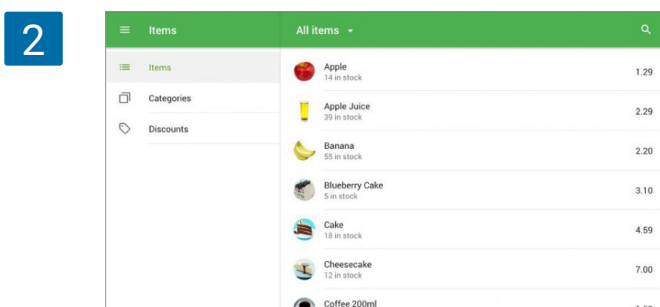 2
Items
All items
Items
Categories
Discounts
Apple
14 in stock
1.29
Apple Juice
39 in stock
2.29
Banana
55 in stock
2.20
Blueberry Cake
5 in stock
3.10
Cake
18 in stock
4.59
Cheesecake
12 in stock
7.00
Coffee 200ml